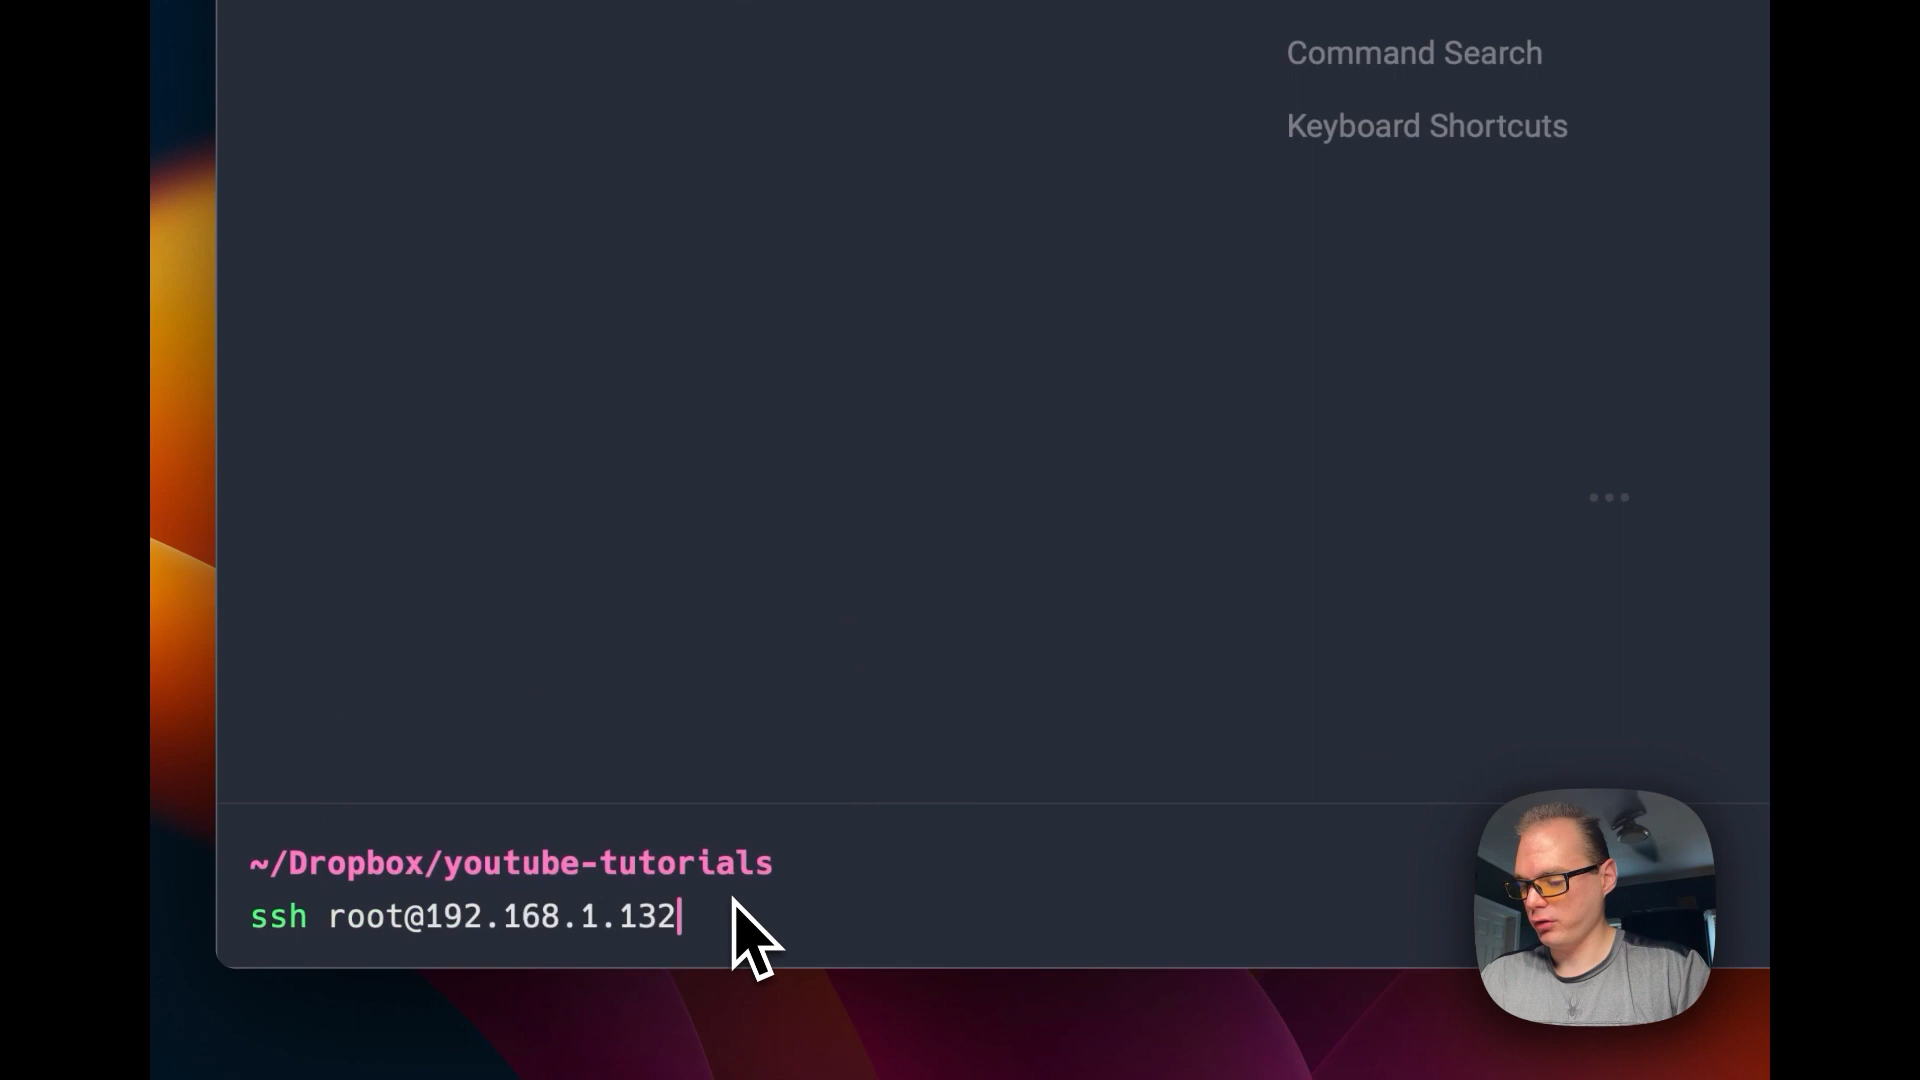 Command Search
Keyboard Shortcuts
~/Dropbox/youtube-tutorials
ssh root@192.168.1.132